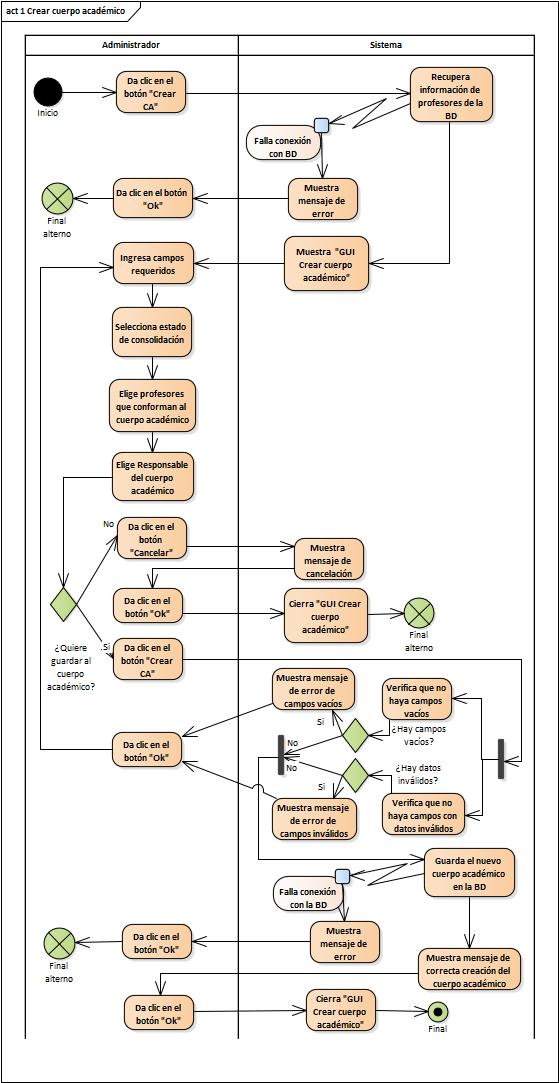 act 1 Crear cuerpo académico
Administrador
Sistema
Inicio
Da clic en el
botón "Crear
CA"
Recupera
información de
profesores de la
BD
Falla conexión
con BD
Muestra
mensaje de
error
Da clic en el botón
"Ok"
Final
alterno
Muestra "GUI
Crear cuerpo
académico"
Ingresa campos
requeridos
Selecciona estado
de consolidación
Elige profesores
que conforman al
cuerpo académico
Elige Responsable
del cuerpo
académico
No
Da clic en el
botón
"Cancelar"
Muestra
mensaje de
cancelación
Da clic en el
botón "Ok"
Cierra "GUI Crear
cuerpo
académico"
Final
alterno
¿Quiere
guardar al
cuerpo
académico?
.Si
Da clic en el
botón "Crear
CA"
Muestra mensaje
de error de
campos vacíos
Verifica que no
haya campos
vacíos
Si
¿Hay campos
vacíos?
No
Da clic en el
botón "Ok"
No
¿Hay datos
inválidos?
Si
Muestra mensaje
de error de
campos inválidos
Verifica que no
haya campos con
datos inválidos
Guarda el nuevo
cuerpo académico
en la BD
Falla conexión
con la BD
Muestra
mensaje de
error
Da clic en el
botón "Ok"
Final
alterno
Muestra mensaje de
correcta creación del
cuerpo académico
Da clic en el
botón "Ok"
Cierra "GUI
Crear cuerpo
académico"
Final